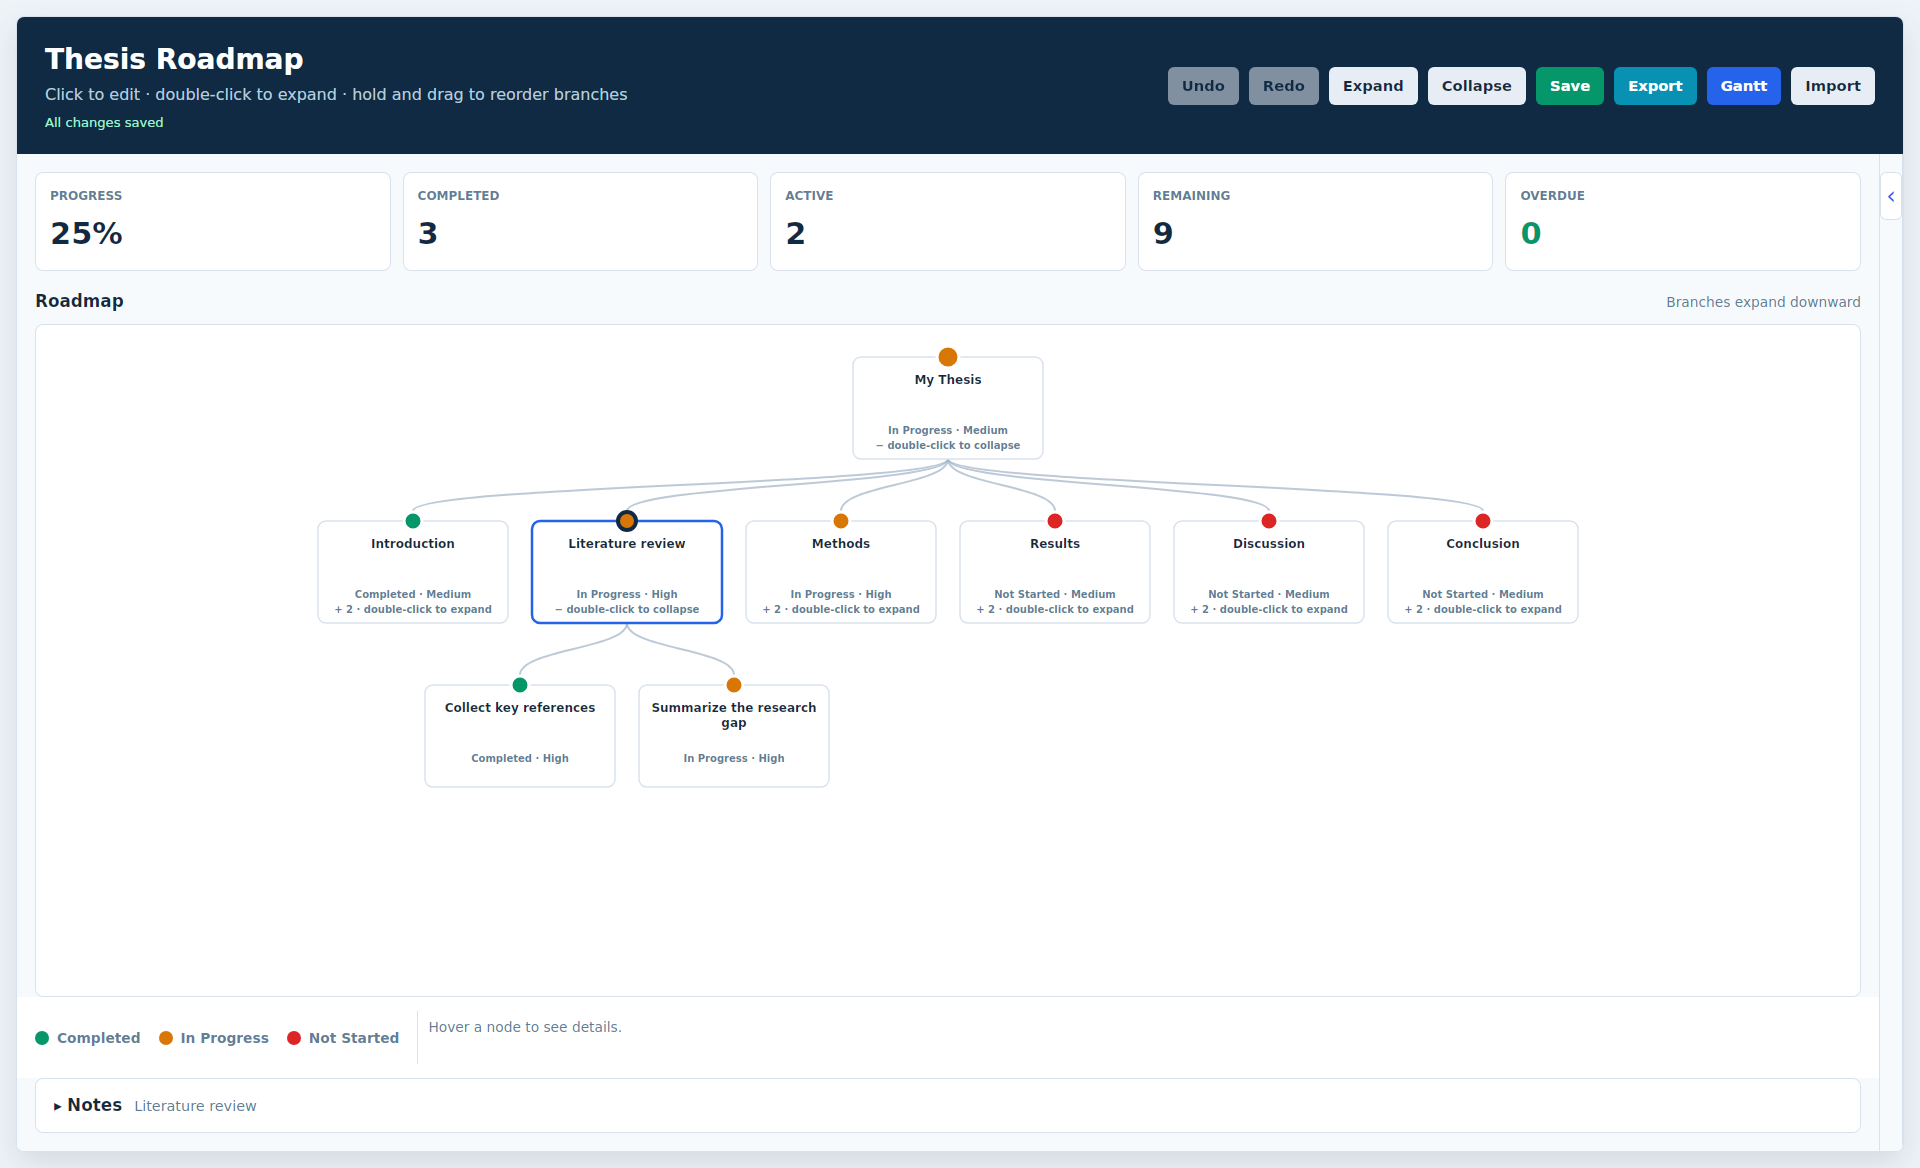 Thesis Roadmap
Click to edit · double-click to expand · hold and drag to reorder branches
All changes saved
Undo
Redo
Expand
Collapse
Save
Export
Gantt
Import
PROGRESS
25%
COMPLETED
3
ACTIVE
2
REMAINING
9
OVERDUE
0
Roadmap
Branches expand downward
My Thesis
In Progress · Medium
− double-click to collapse
Introduction
Completed · Medium
+ 2 · double-click to expand
Literature review
In Progress · High
− double-click to collapse
Methods
In Progress · High
+ 2 · double-click to expand
Results
Not Started · Medium
+ 2 · double-click to expand
Discussion
Not Started · Medium
+ 2 · double-click to expand
Conclusion
Not Started · Medium
+ 2 · double-click to expand
Collect key references
Completed · High
Summarize the research
gap
In Progress · High
Completed
In Progress
Not Started
Hover a node to see details.
Notes Literature review